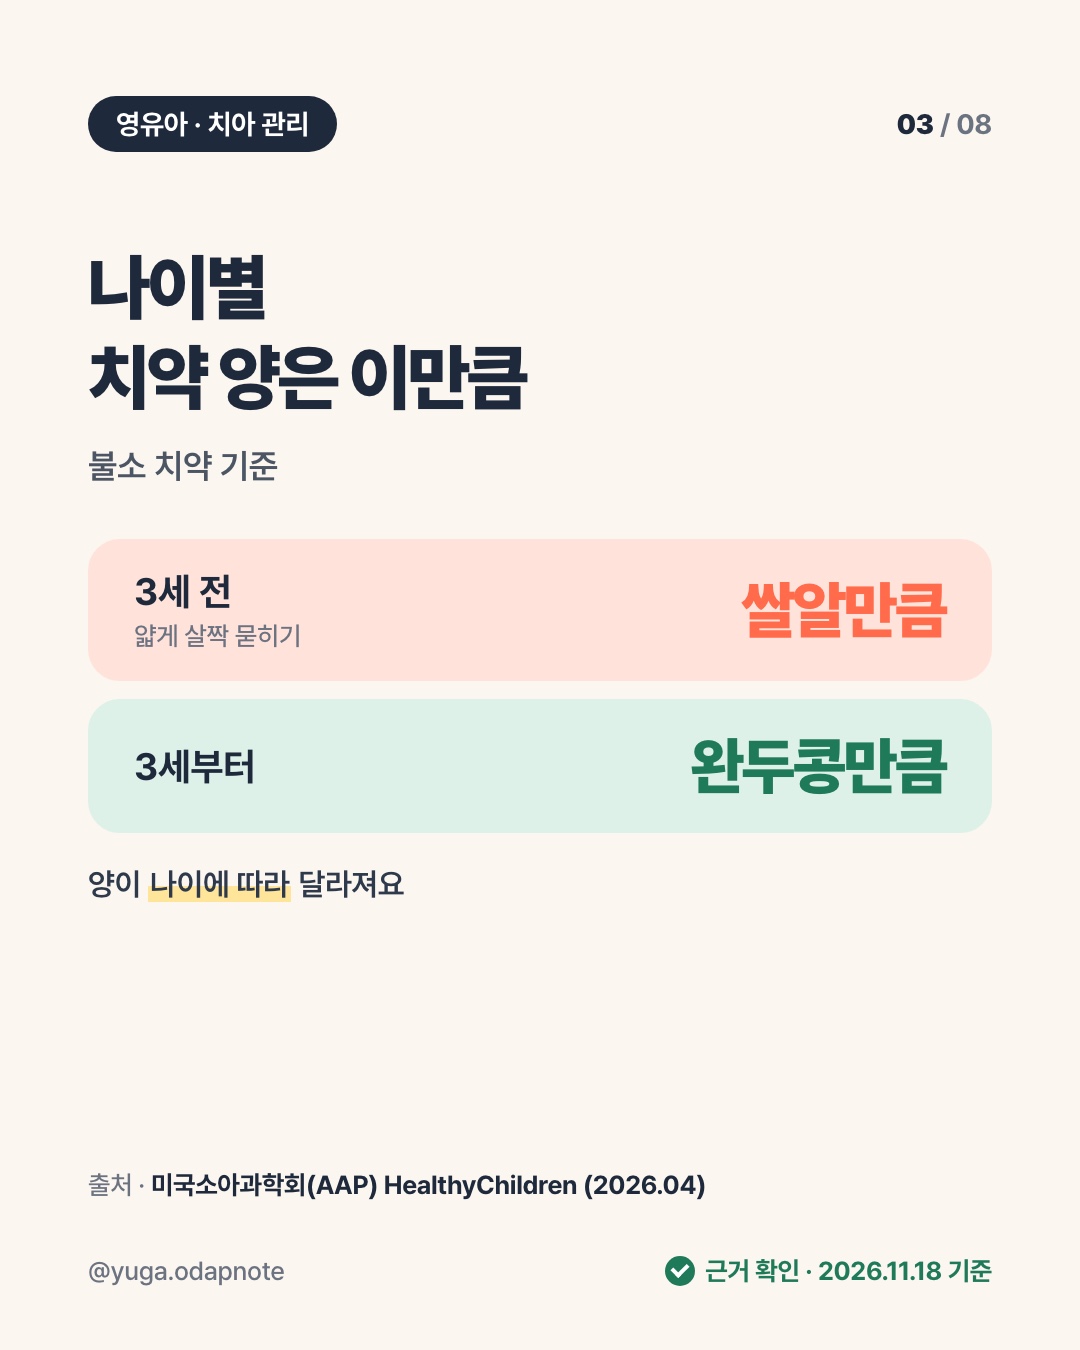 영유아 · 치아 관리
03 / 08
나이별
치약 양은 이만큼
불소 치약 기준
3세 전
얇게 살짝 묻히기
쌀알만큼
3세부터
완두콩만큼
양이 나이에 따라 달라져요
출처 · 미국소아과학회(AAP) HealthyChildren (2026.04)
@yuga.odapnote
근거 확인 · 2026.11.18 기준